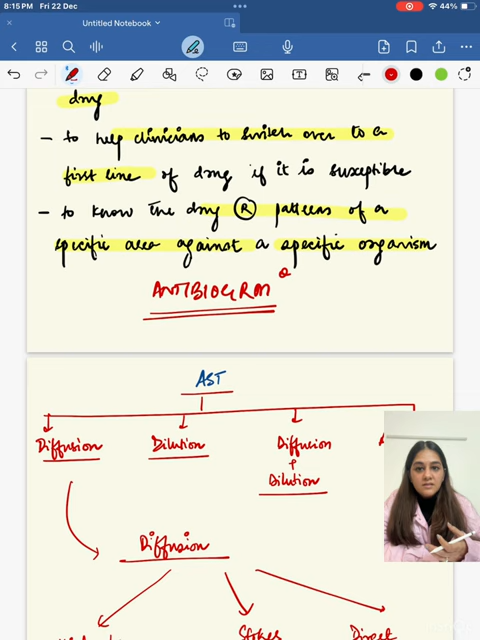 8:15 PM Fri 22 Dec
44%
Untitled Notebook
drug
- to help clinicians to switch over to a
first line of drug if it is susceptible
- to know the drug R patterns of a
specific area against a specific organism
ANTIBIOGRM
AST
Diffusion Dilution Diffusion
+
Dilution
Diffusion
Stokes Direct